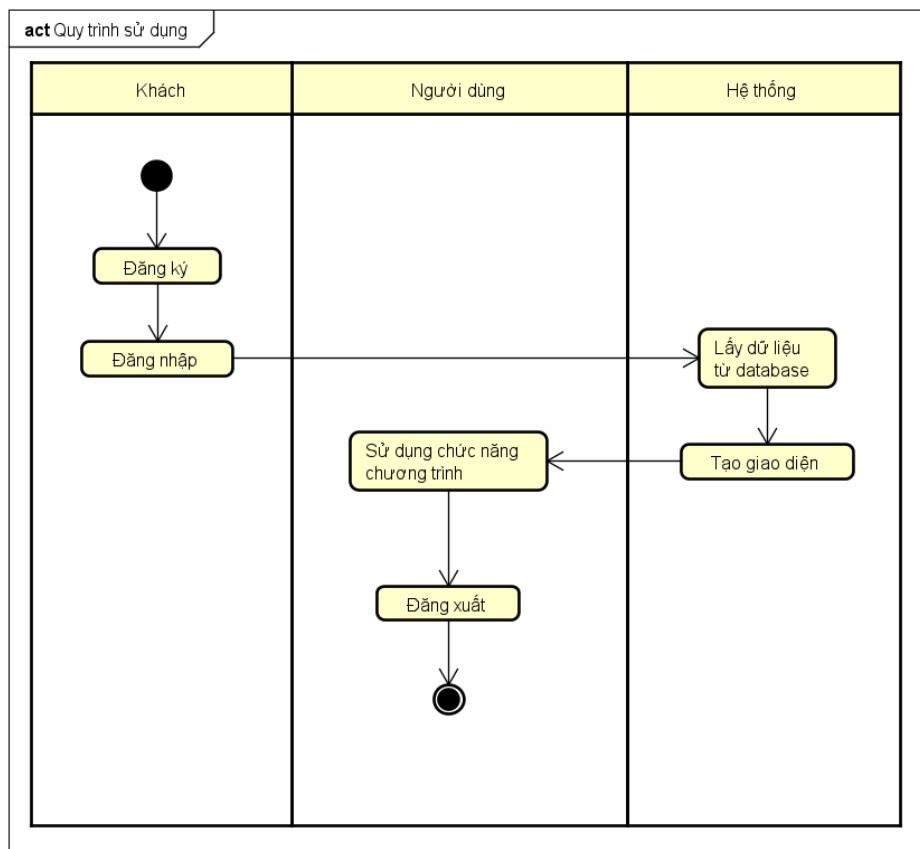 act Quy trình sử dụng
Khách
Người dùng
Hệ thống
Đăng ký
Đăng nhập
Lấy dữ liệu
từ database
Sử dụng chức năng
chương trình
Tạo giao diện
Đăng xuất